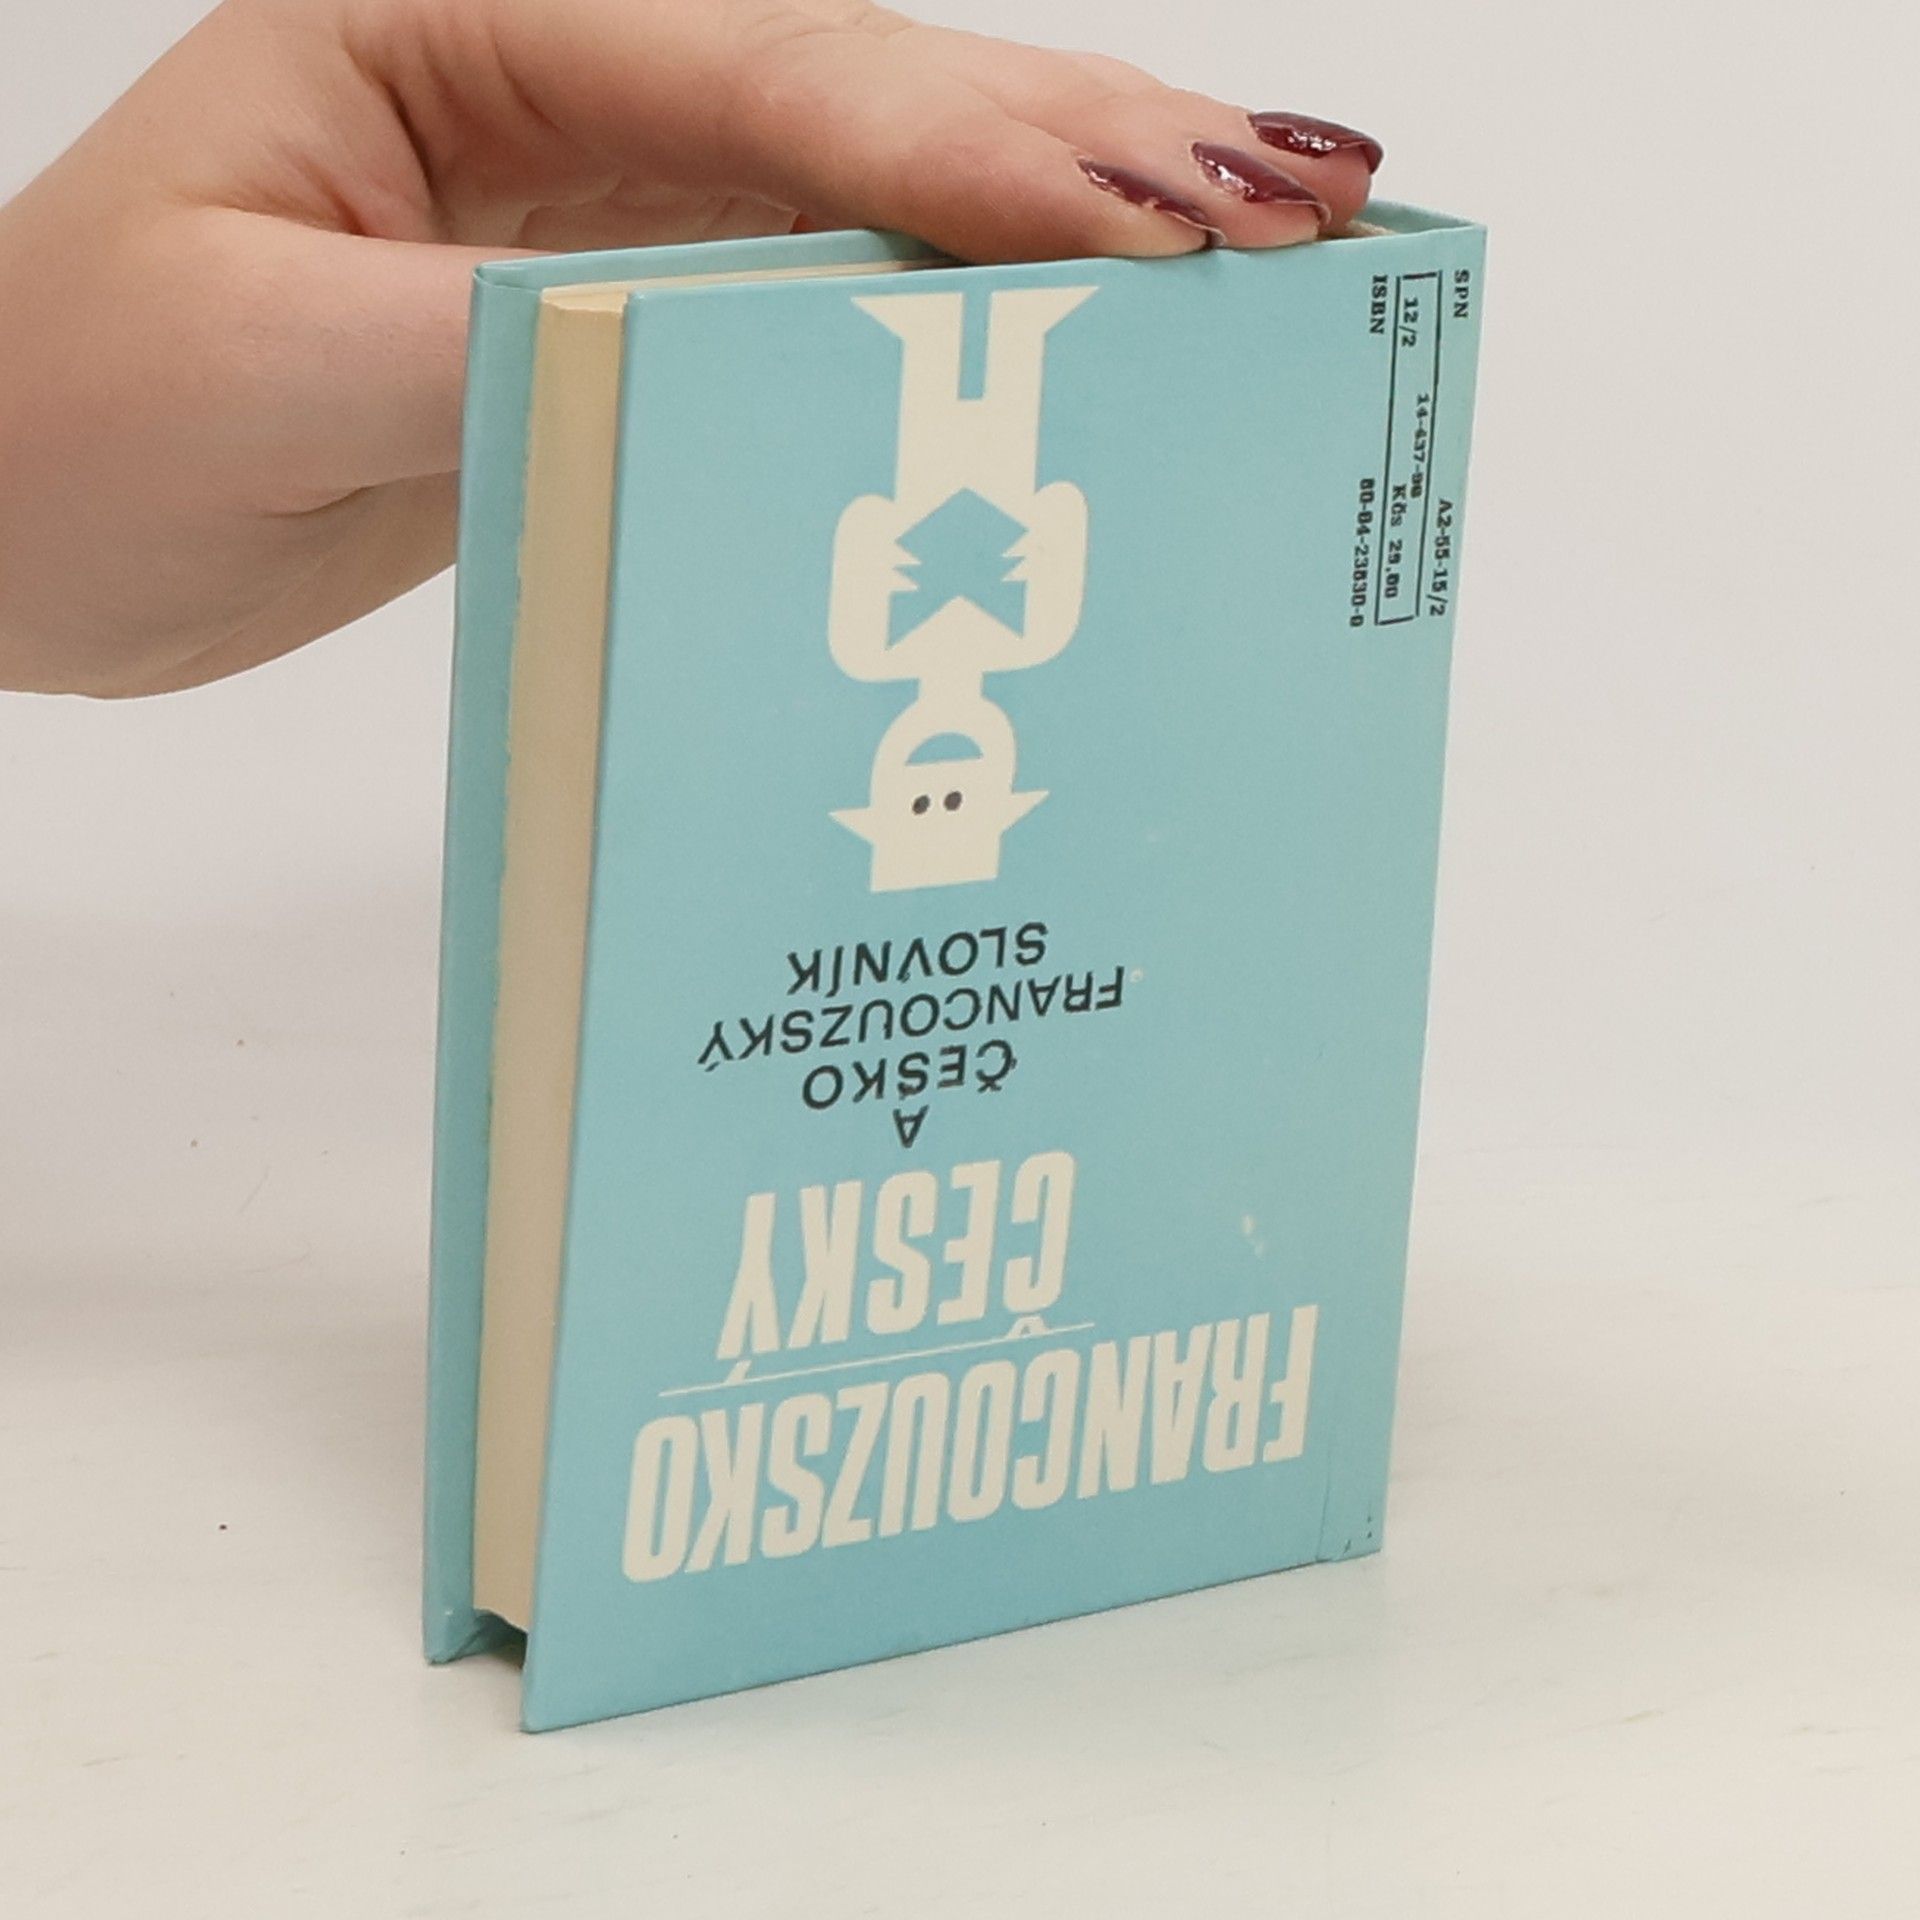 FRANCOUZSKO
ČESKÝ
A
ČESKO
FRANCOUZSKÝ
SLOVNÍK
SPN A2-55-15/2
14-437-90
12/2 Kčs 29,00
ISBN 80-04-23830-0